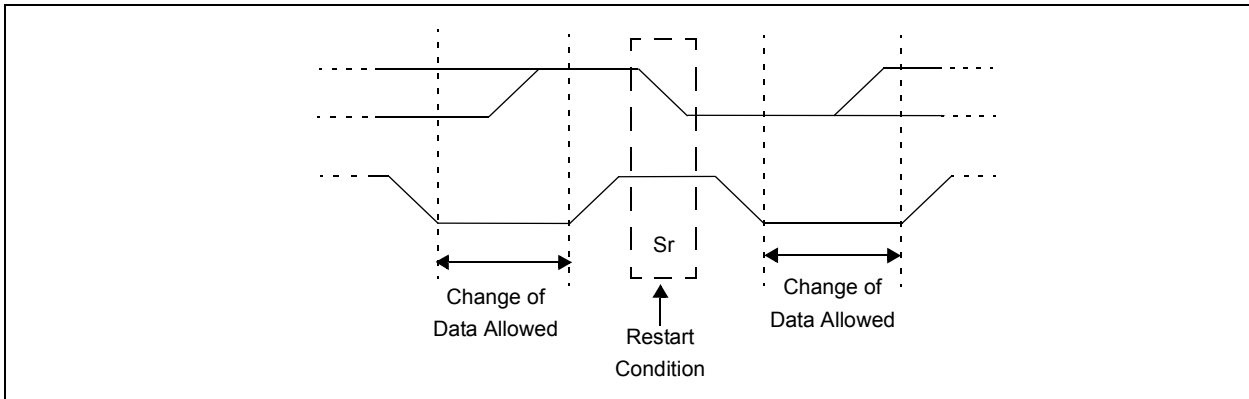 Sr
Change of
Data Allowed
Restart
Condition
Change of
Data Allowed